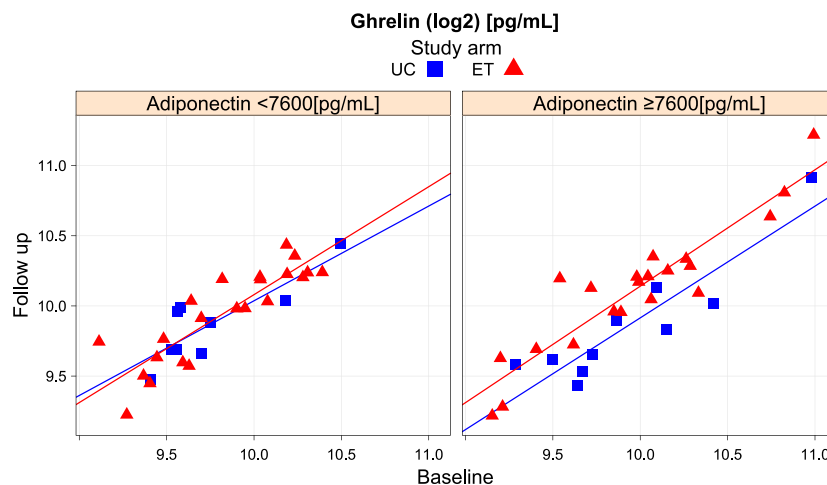 Ghrelin (log2) [pg/mL]
Study arm
UC ET
Adiponectin <7600[pg/mL] Adiponectin ≥7600[pg/mL]
Follow up
11.0
10.5
10.0
9.5
9.5 10.0 10.5 11.0 9.5 10.0 10.5 11.0
Baseline